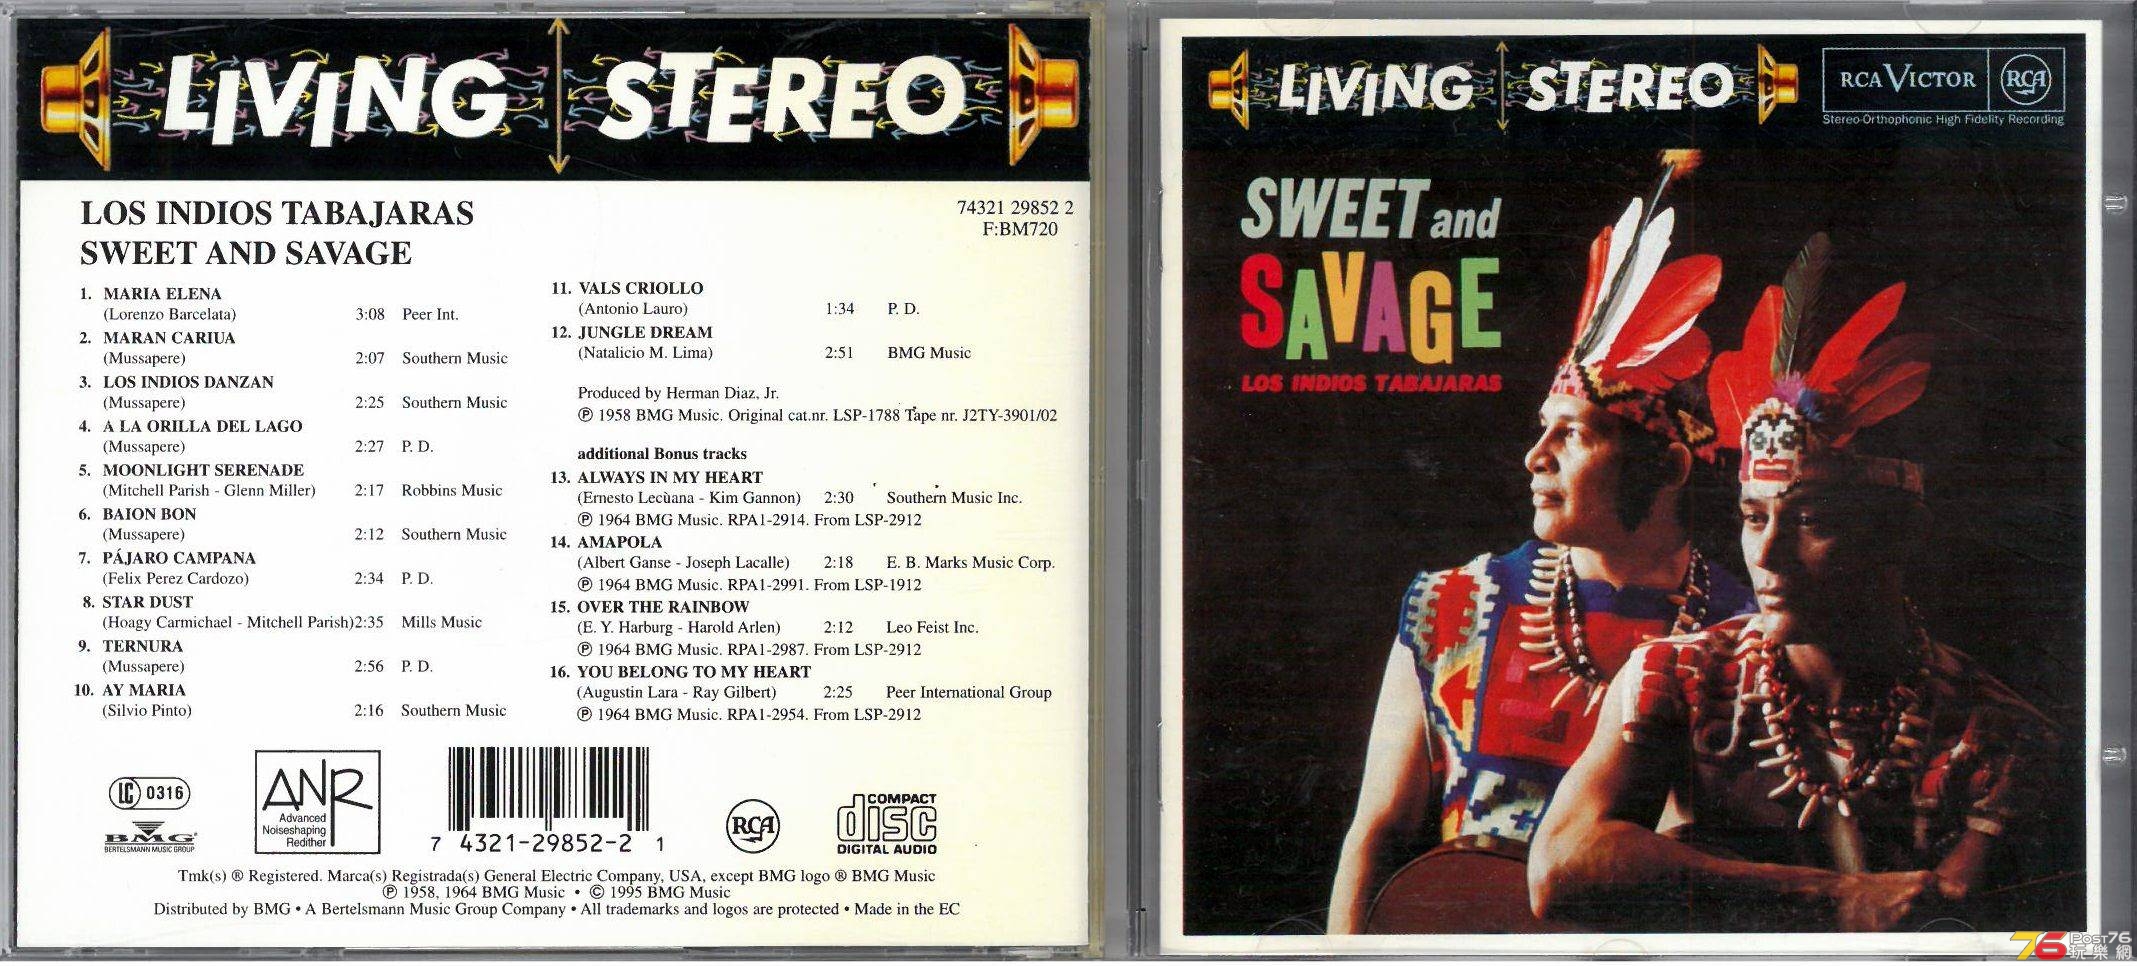 LIVING STEREO
LOS INDIOS TABAJARAS
SWEET AND SAVAGE
74321 29852 2
F:BM720
1. MARIA ELENA
(Lorenzo Barcelata) 3:08 Peer Int.
2. MARAN CARIUA
(Mussapere) 2:07 Southern Music
3. LOS INDIOS DANZAN
(Mussapere) 2:25 Southern Music
4. A LA ORILLA DEL LAGO
(Mussapere) 2:27 P. D.
5. MOONLIGHT SERENADE
(Mitchell Parish - Glenn Miller) 2:17 Robbins Music
6. BAION BON
(Mussapere) 2:12 Southern Music
7. PÁJARO CAMPANA
(Felix Perez Cardozo) 2:34 P. D.
8. STAR DUST
(Hoagy Carmichael - Mitchell Parish)2:35 Mills Music
9. TERNURA
(Mussapere) 2:56 P. D.
10. AY MARIA
(Silvio Pinto) 2:16 Southern Music
11. VALS CRIOLLO
(Antonio Lauro) 1:34 P. D.
12. JUNGLE DREAM
(Natalicio M. Lima) 2:51 BMG Music
Produced by Herman Diaz, Jr.
℗ 1958 BMG Music. Original cat.nr. LSP-1788 Tape nr. J2TY-3901/02
additional Bonus tracks
13. ALWAYS IN MY HEART
(Ernesto Lecùana - Kim Gannon) 2:30 Southern Music Inc.
℗ 1964 BMG Music. RPA1-2914. From LSP-2912
14. AMAPOLA
(Albert Ganse - Joseph Lacalle) 2:18 E. B. Marks Music Corp.
℗ 1964 BMG Music. RPA1-2991. From LSP-1912
15. OVER THE RAINBOW
(E. Y. Harburg - Harold Arlen) 2:12 Leo Feist Inc.
℗ 1964 BMG Music. RPA1-2987. From LSP-2912
16. YOU BELONG TO MY HEART
(Augustin Lara - Ray Gilbert) 2:25 Peer International Group
℗ 1964 BMG Music. RPA1-2954. From LSP-2912
LC 0316
BMG
BERTELSMANN MUSIC GROUP
ANR
Advanced
Noiseshaping
Redither
7 4321-29852-2 1
RCA
COMPACT
disc
DIGITAL AUDIO
Tmk(s) ® Registered. Marca(s) Registrada(s) General Electric Company, USA, except BMG logo ® BMG Music
℗ 1958, 1964 BMG Music • © 1995 BMG Music
Distributed by BMG • A Bertelsmann Music Group Company • All trademarks and logos are protected • Made in the EC
LIVING STEREO
RCA VICTOR RCA
Stereo-Orthophonic High Fidelity Recording
SWEET and
SAVAGE
LOS INDIOS TABAJARAS
76 Post76
玩樂網